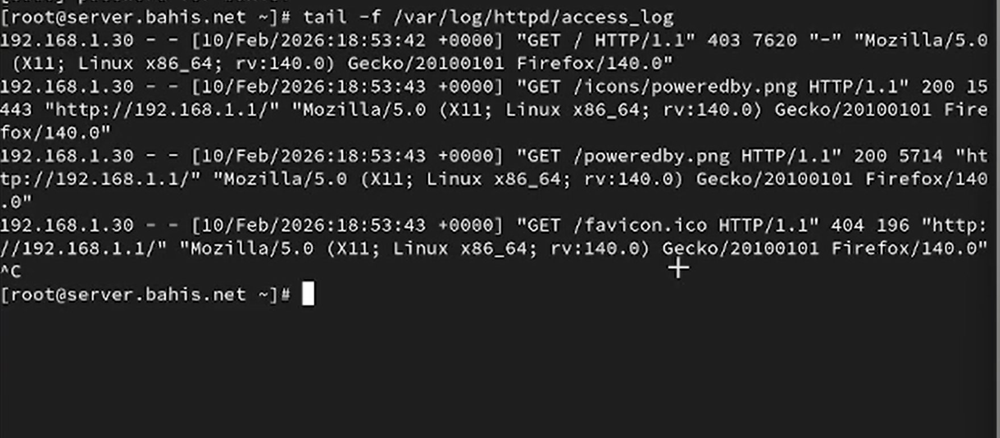 [root@server.bahis.net ~]# tail -f /var/log/httpd/access_log
192.168.1.30 - - [10/Feb/2026:18:53:42 +0000] "GET / HTTP/1.1" 403 7620 "-" "Mozilla/5.0
 (X11; Linux x86_64; rv:140.0) Gecko/20100101 Firefox/140.0"
192.168.1.30 - - [10/Feb/2026:18:53:43 +0000] "GET /icons/poweredby.png HTTP/1.1" 200 15
443 "http://192.168.1.1/" "Mozilla/5.0 (X11; Linux x86_64; rv:140.0) Gecko/20100101 Fire
fox/140.0"
192.168.1.30 - - [10/Feb/2026:18:53:43 +0000] "GET /poweredby.png HTTP/1.1" 200 5714 "ht
tp://192.168.1.1/" "Mozilla/5.0 (X11; Linux x86_64; rv:140.0) Gecko/20100101 Firefox/140
.0"
192.168.1.30 - - [10/Feb/2026:18:53:43 +0000] "GET /favicon.ico HTTP/1.1" 404 196 "http:
//192.168.1.1/" "Mozilla/5.0 (X11; Linux x86_64; rv:140.0) Gecko/20100101 Firefox/140.0"
^C
[root@server.bahis.net ~]#